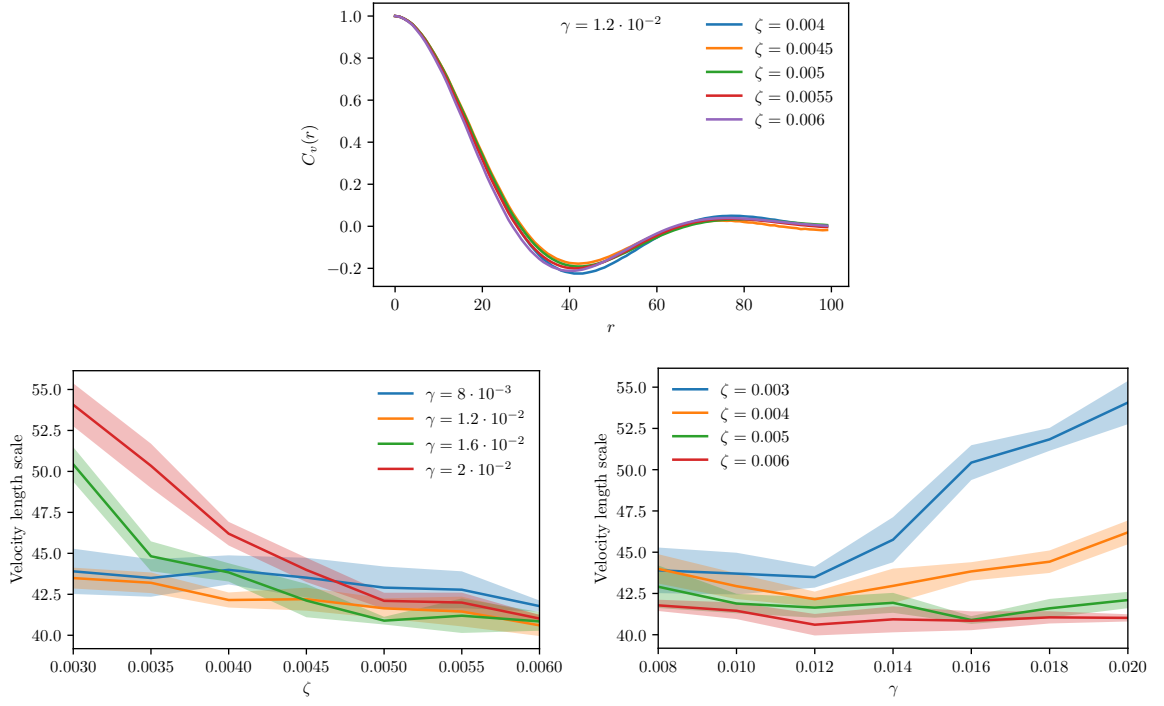 1.0
0.8
0.6
0.4
0.2
0.0
−0.2
C_v(r)
γ = 1.2 · 10⁻²
ζ = 0.004
ζ = 0.0045
ζ = 0.005
ζ = 0.0055
ζ = 0.006
0 20 40 60 80 100
r
55.0
52.5
50.0
47.5
45.0
42.5
40.0
Velocity length scale
γ = 8 · 10⁻³
γ = 1.2 · 10⁻²
γ = 1.6 · 10⁻²
γ = 2 · 10⁻²
0.0030 0.0035 0.0040 0.0045 0.0050 0.0055 0.0060
ζ
55.0
52.5
50.0
47.5
45.0
42.5
40.0
Velocity length scale
ζ = 0.003
ζ = 0.004
ζ = 0.005
ζ = 0.006
0.008 0.010 0.012 0.014 0.016 0.018 0.020
γ